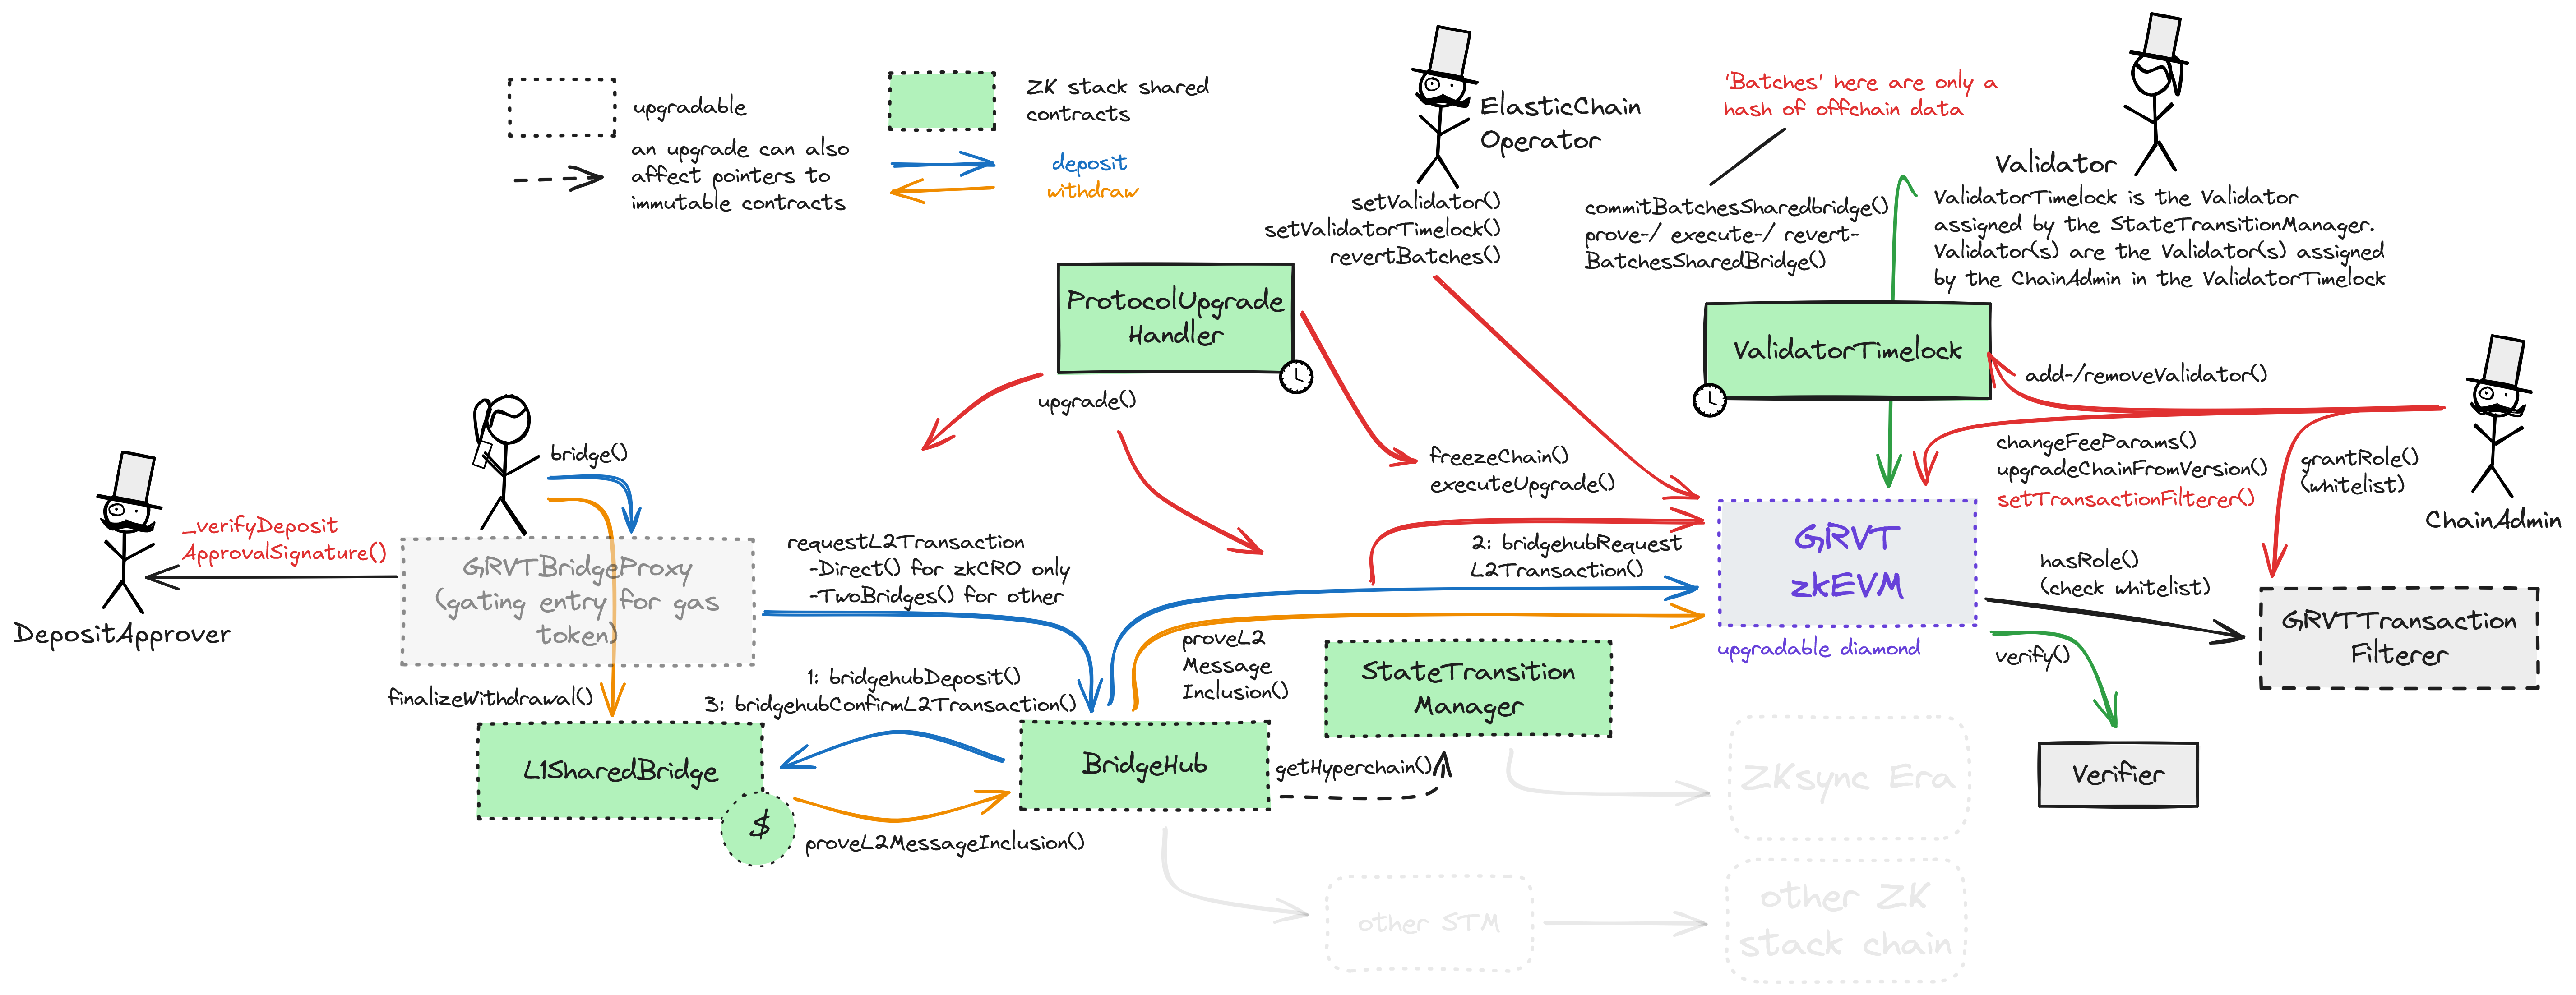 upgradable
ZK stack shared
contracts
an upgrade can also
affect pointers to
immutable contracts
deposit
withdraw
ElasticChain
Operator
setValidator()
setValidatorTimelock()
revertBatches()
'Batches' here are only a
hash of offchain data
commitBatchesSharedbridge()
prove-/ execute-/ revert-
BatchesSharedBridge()
Validator
ValidatorTimelock is the Validator
assigned by the StateTransitionManager.
Validator(s) are the Validator(s) assigned
by the ChainAdmin in the ValidatorTimelock
ProtocolUpgrade
Handler
upgrade()
freezeChain()
executeUpgrade()
ValidatorTimelock
add-/removeValidator()
changeFeeParams()
upgradeChainFromVersion()
setTransactionFilterer()
grantRole()
(whitelist)
ChainAdmin
bridge()
_verifyDeposit
ApprovalSignature()
DepositApprover
GRVTBridgeProxy
(gating entry for gas
token)
requestL2Transaction
-Direct() for zkCRO only
-TwoBridges() for other
2: bridgehubRequest
L2Transaction()
GRVT
zkEVM
upgradable diamond
hasRole()
(check whitelist)
GRVTTransaction
Filterer
verify()
Verifier
finalizeWithdrawal()
1: bridgehubDeposit()
3: bridgehubConfirmL2Transaction()
proveL2
Message
Inclusion()
StateTransition
Manager
L1SharedBridge
$
BridgeHub
getHyperchain()
proveL2MessageInclusion()
ZKsync Era
other STM
other ZK
stack chain